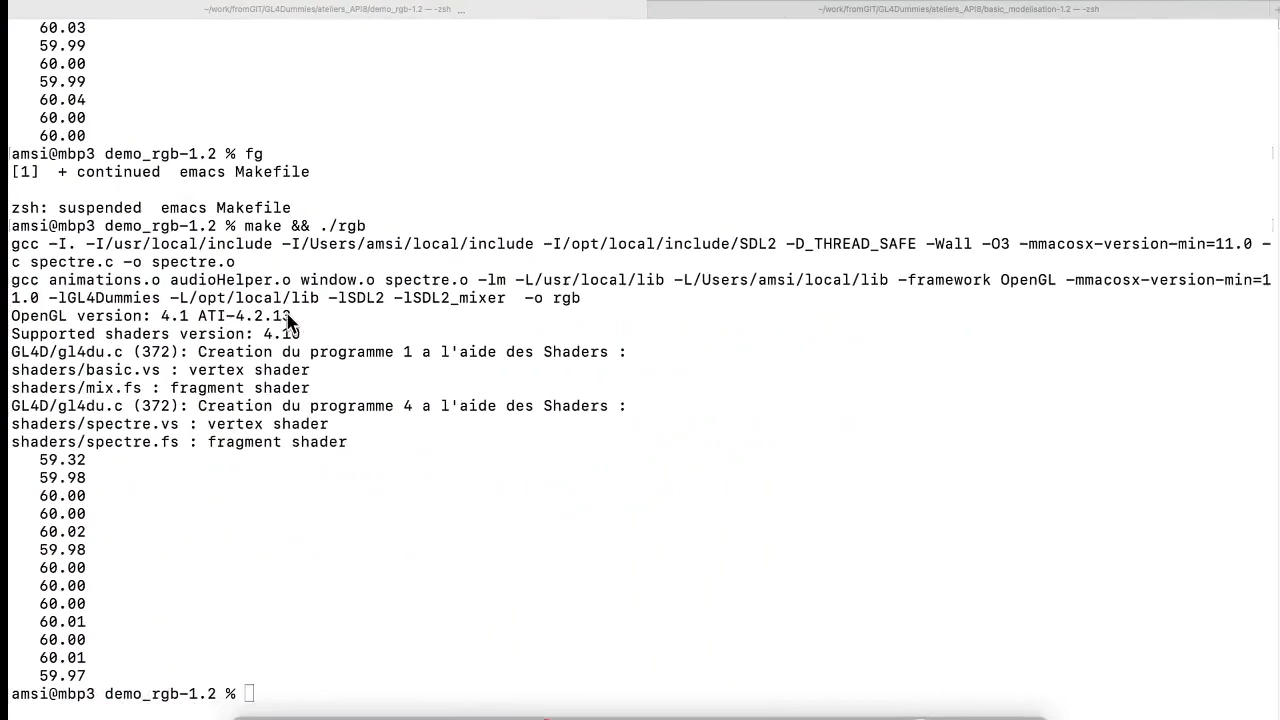 ~/work/fromGIT/GL4Dummies/ateliers_API8/demo_rgb-1.2 — -zsh ... ~/work/fromGIT/GL4Dummies/ateliers_API8/basic_modelisation-1.2 — -zsh
60.03
59.99
60.00
59.99
60.04
60.00
60.00
amsi@mbp3 demo_rgb-1.2 % fg
[1]  + continued  emacs Makefile
zsh: suspended  emacs Makefile
amsi@mbp3 demo_rgb-1.2 % make && ./rgb
gcc -I. -I/usr/local/include -I/Users/amsi/local/include -I/opt/local/include/SDL2 -D_THREAD_SAFE -Wall -O3 -mmacosx-version-min=11.0 -
c spectre.c -o spectre.o
gcc animations.o audioHelper.o window.o spectre.o -lm -L/usr/local/lib -L/Users/amsi/local/lib -framework OpenGL -mmacosx-version-min=1
1.0 -lGL4Dummies -L/opt/local/lib -lSDL2 -lSDL2_mixer  -o rgb
OpenGL version: 4.1 ATI-4.2.13
Supported shaders version: 4.10
GL4D/gl4du.c (372): Creation du programme 1 a l'aide des Shaders :
shaders/basic.vs : vertex shader
shaders/mix.fs : fragment shader
GL4D/gl4du.c (372): Creation du programme 4 a l'aide des Shaders :
shaders/spectre.vs : vertex shader
shaders/spectre.fs : fragment shader
59.32
59.98
60.00
60.00
60.02
59.98
60.00
60.00
60.00
60.01
60.00
60.01
59.97
amsi@mbp3 demo_rgb-1.2 %